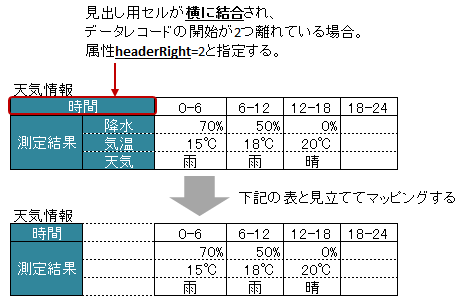 見出し用セルが横に結合され、
データレコードの開始が2つ離れている場合。
属性headerRight=2と指定する。
天気情報
時間 0-6 6-12 12-18 18-24
測定結果 降水 70% 50% 0%
気温 15℃ 18℃ 20℃
天気 雨 雨 晴
下記の表と見立ててマッピングする
天気情報
時間 0-6 6-12 12-18 18-24
測定結果 70% 50% 0%
15℃ 18℃ 20℃
雨 雨 晴